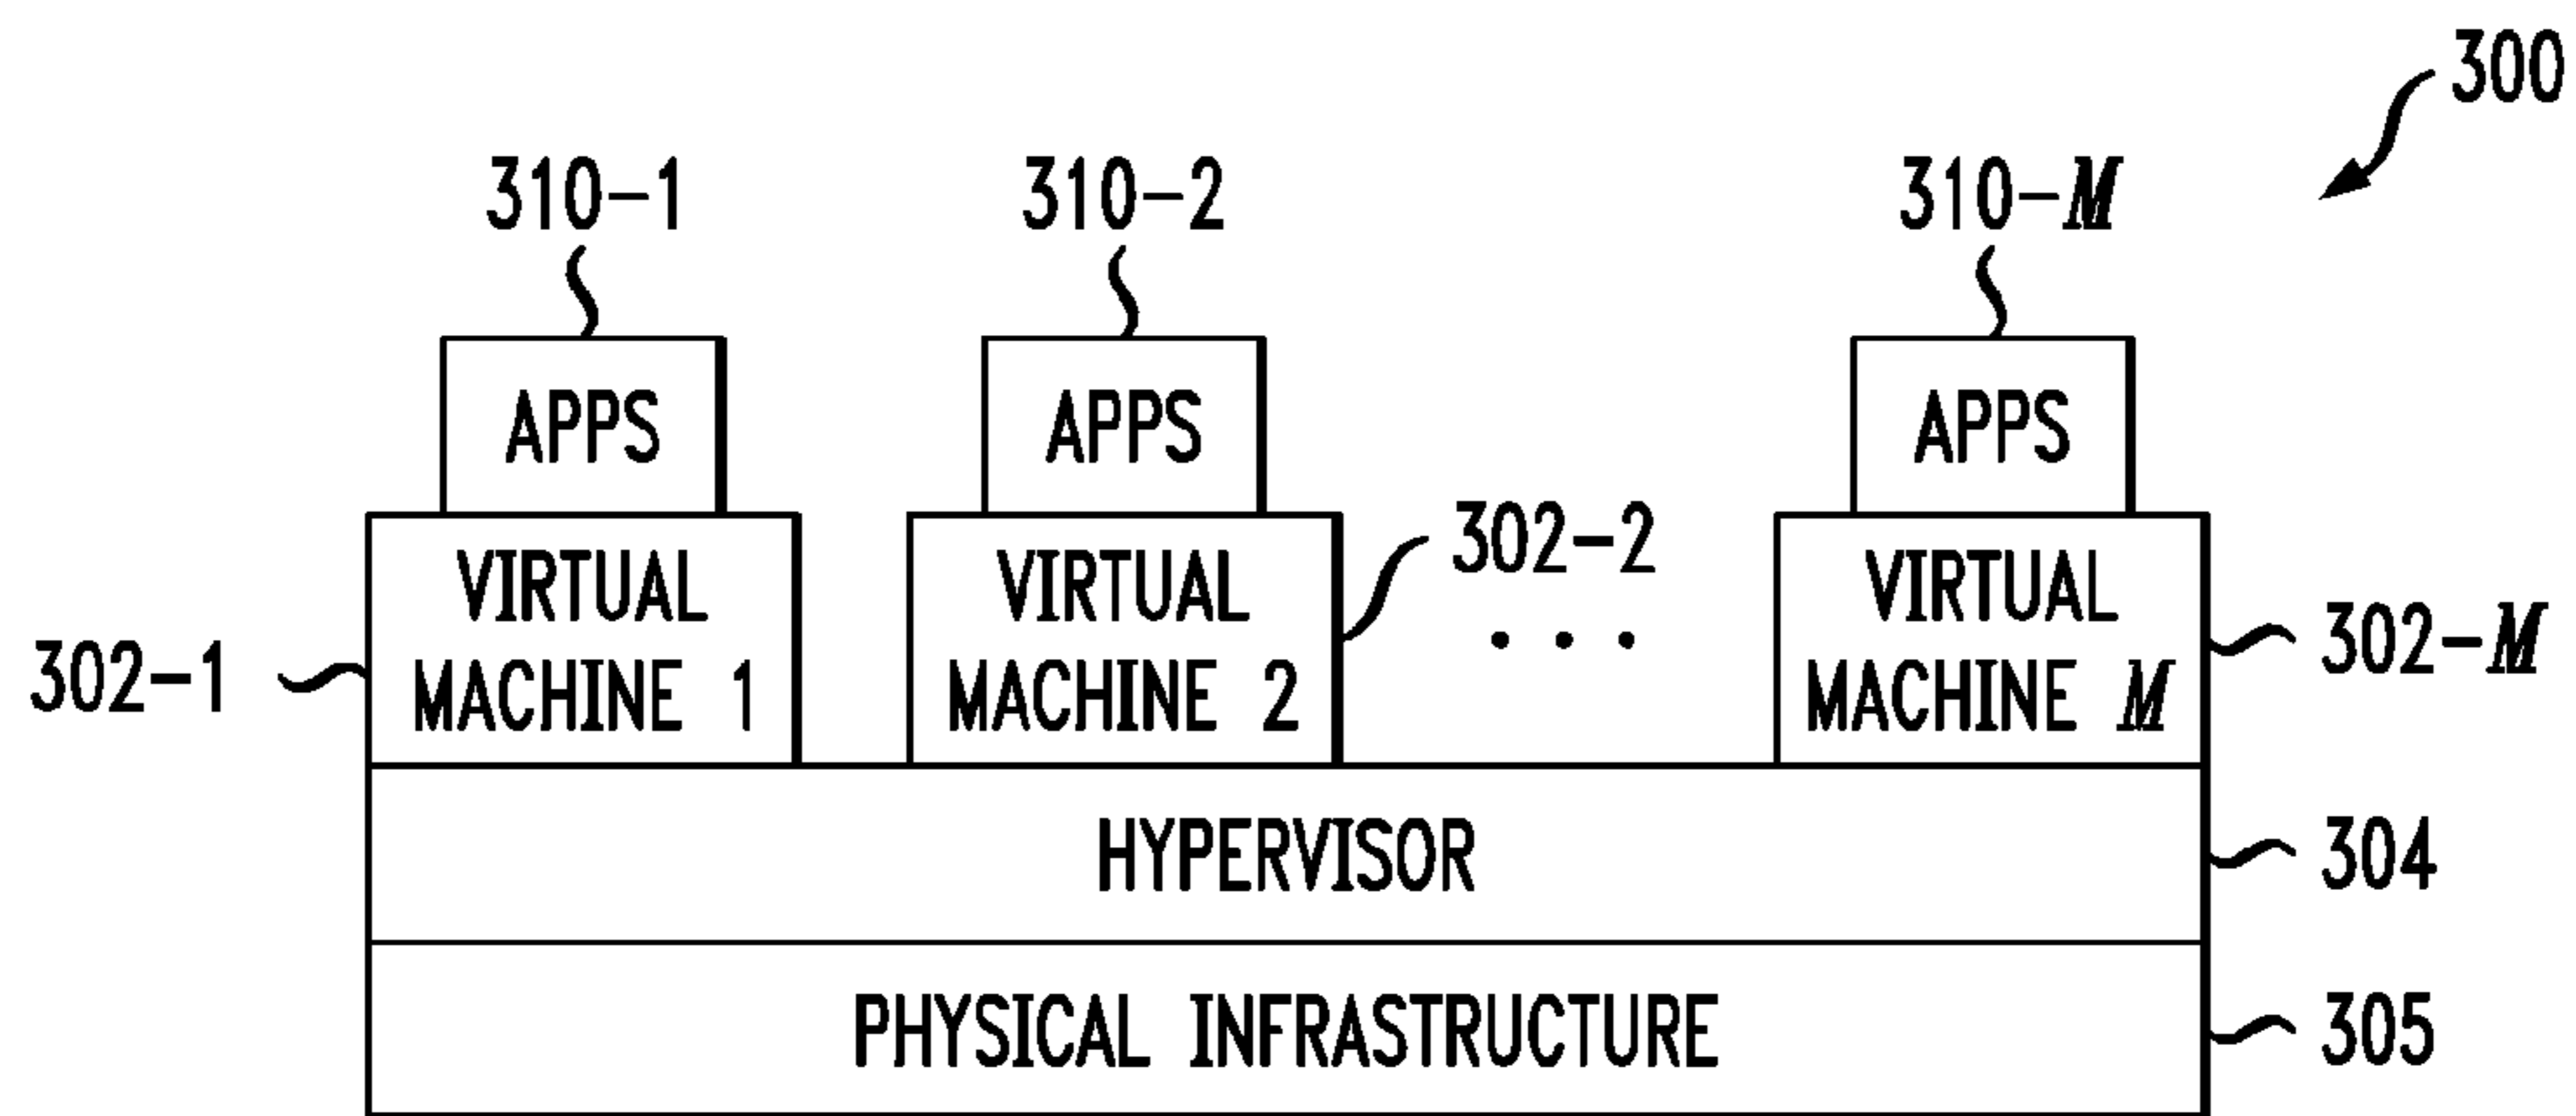 300
310-1
310-2
310-M
APPS
APPS
APPS
302-2
VIRTUAL
MACHINE 1
VIRTUAL
MACHINE 2
. . .
VIRTUAL
MACHINE M
302-1
302-M
HYPERVISOR
304
PHYSICAL INFRASTRUCTURE
305